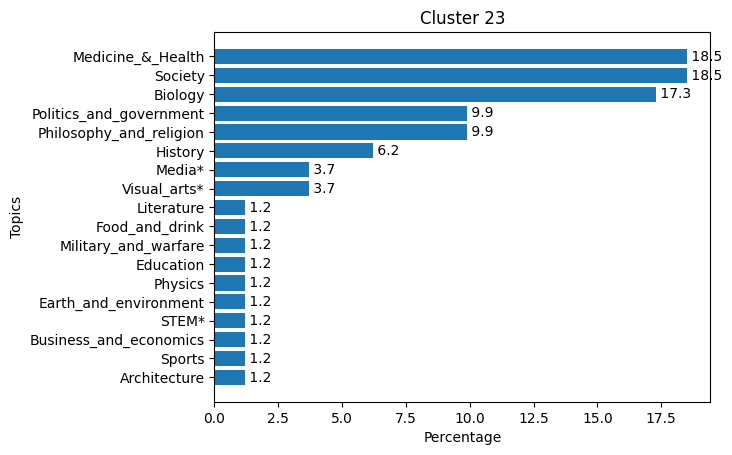 Cluster 23
Medicine_&_Health 18.5
Society 18.5
Biology 17.3
Politics_and_government 9.9
Philosophy_and_religion 9.9
History 6.2
Media* 3.7
Visual_arts* 3.7
Literature 1.2
Food_and_drink 1.2
Military_and_warfare 1.2
Education 1.2
Physics 1.2
Earth_and_environment 1.2
STEM* 1.2
Business_and_economics 1.2
Sports 1.2
Architecture 1.2
Topics
0.0 2.5 5.0 7.5 10.0 12.5 15.0 17.5
Percentage